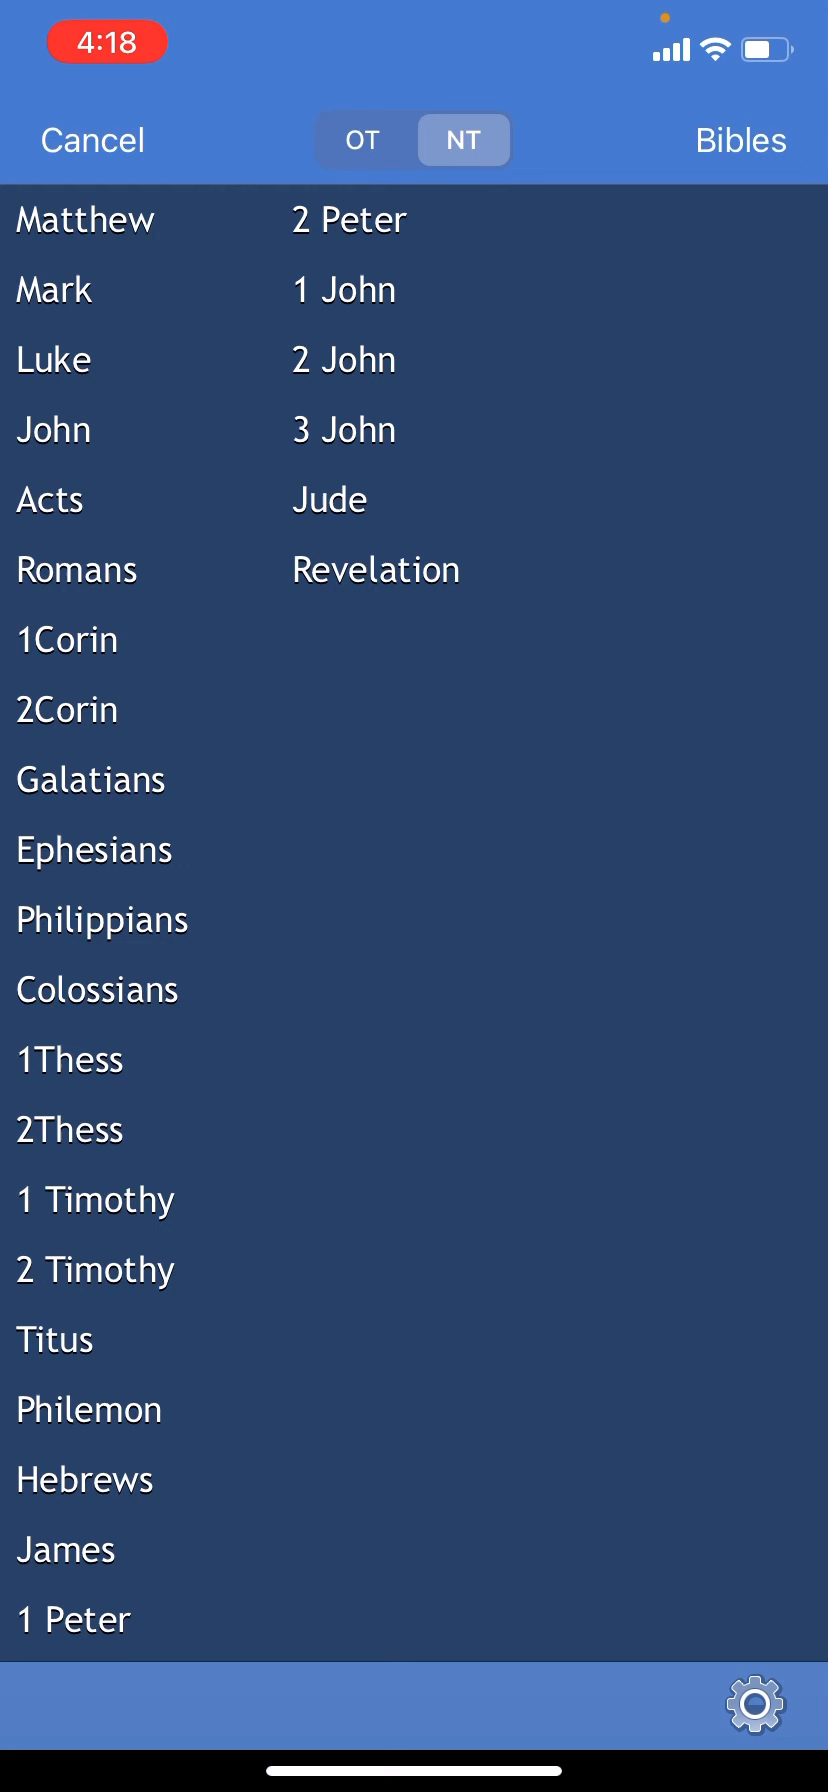 4:18
Cancel OT NT Bibles
Matthew
Mark
Luke
John
Acts
Romans
1Corin
2Corin
Galatians
Ephesians
Philippians
Colossians
1Thess
2Thess
1 Timothy
2 Timothy
Titus
Philemon
Hebrews
James
1 Peter
2 Peter
1 John
2 John
3 John
Jude
Revelation